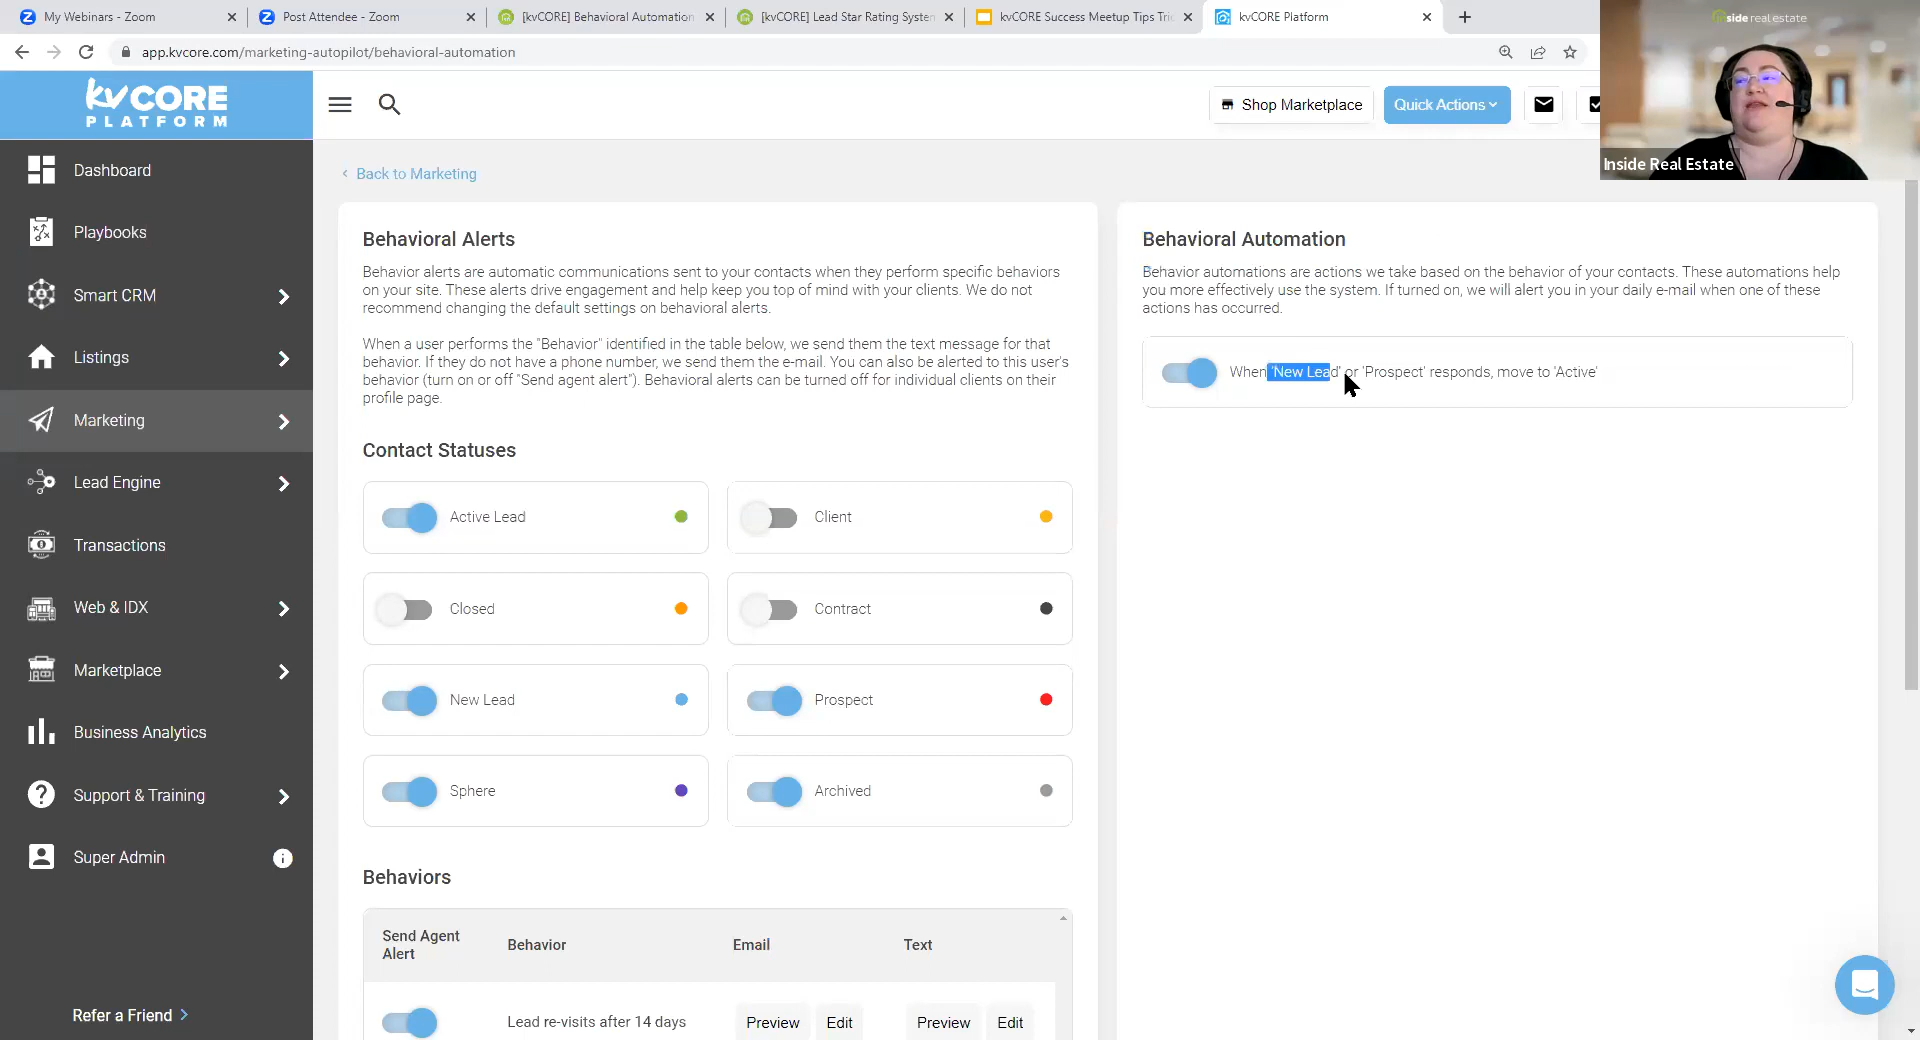 My Webinars - Zoom
Post Attendee - Zoom
[kvCORE] Behavioral Automation
[kvCORE] Lead Star Rating System
kvCORE Success Meetup Tips Tric
kvCORE Platform
app.kvcore.com/marketing-autopilot/behavioral-automation
inside real estate
Inside Real Estate
kvCORE
PLATFORM
Shop Marketplace
Quick Actions
Dashboard
Playbooks
Smart CRM
Listings
Marketing
Lead Engine
Transactions
Web & IDX
Marketplace
Business Analytics
Support & Training
Super Admin
Refer a Friend
Back to Marketing
Behavioral Alerts
Behavior alerts are automatic communications sent to your contacts when they perform specific behaviors
on your site. These alerts drive engagement and help keep you top of mind with your clients. We do not
recommend changing the default settings on behavioral alerts.
When a user performs the "Behavior" identified in the table below, we send them the text message for that
behavior. If they do not have a phone number, we send them the e-mail. You can also be alerted to this user's
behavior (turn on or off "Send agent alert"). Behavioral alerts can be turned off for individual clients on their
profile page.
Contact Statuses
Active Lead
Client
Closed
Contract
New Lead
Prospect
Sphere
Archived
Behaviors
Send Agent
Alert
Behavior
Email
Text
Lead re-visits after 14 days
Preview
Edit
Preview
Edit
Behavioral Automation
Behavior automations are actions we take based on the behavior of your contacts. These automations help
you more effectively use the system. If turned on, we will alert you in your daily e-mail when one of these
actions has occurred.
When 'New Lead' or 'Prospect' responds, move to 'Active'